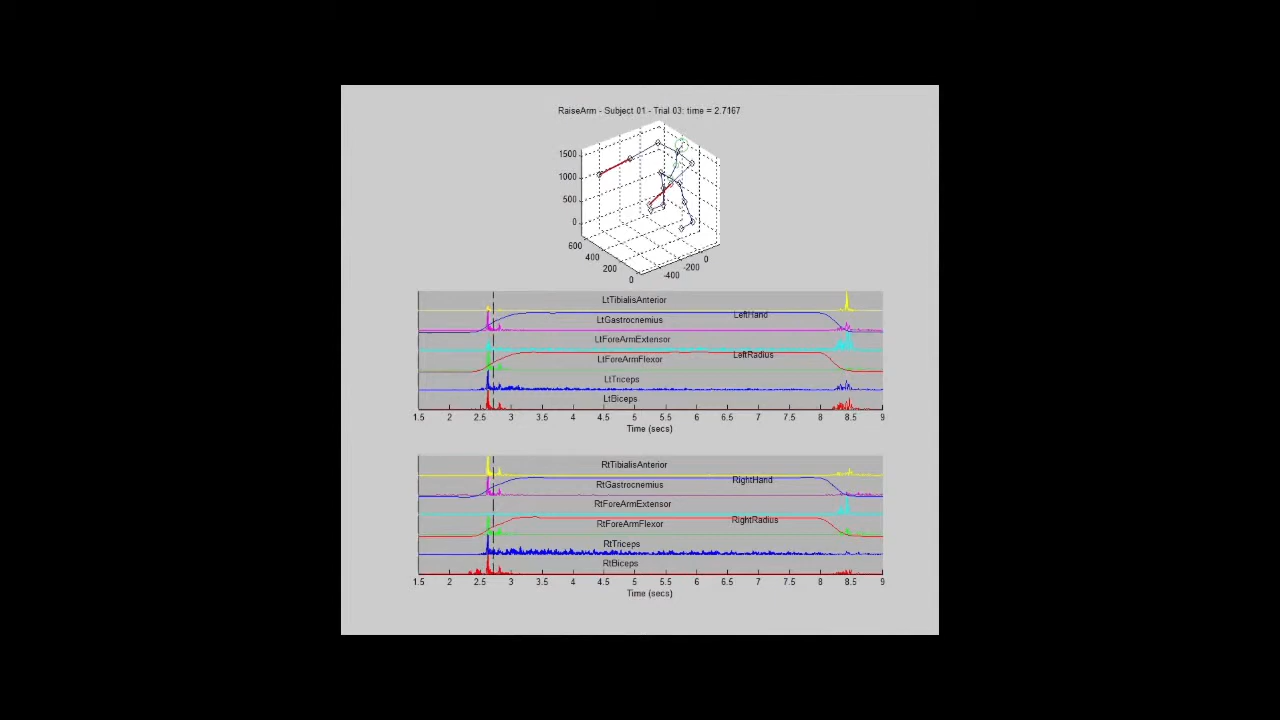 RaiseArm - Subject 01 - Trial 03: time = 2.7167
1500
1000
500
0
600
400
200
0
-400
-200
0
LtTibialisAnterior
LeftHand
LtGastrocnemius
LtForeArmExtensor
LeftRadius
LtForeArmFlexor
LtTriceps
LtBiceps
1.5 2 2.5 3 3.5 4 4.5 5 5.5 6 6.5 7 7.5 8 8.5 9
Time (secs)
RtTibialisAnterior
RightHand
RtGastrocnemius
RtForeArmExtensor
RightRadius
RtForeArmFlexor
RtTriceps
RtBiceps
1.5 2 2.5 3 3.5 4 4.5 5 5.5 6 6.5 7 7.5 8 8.5 9
Time (secs)